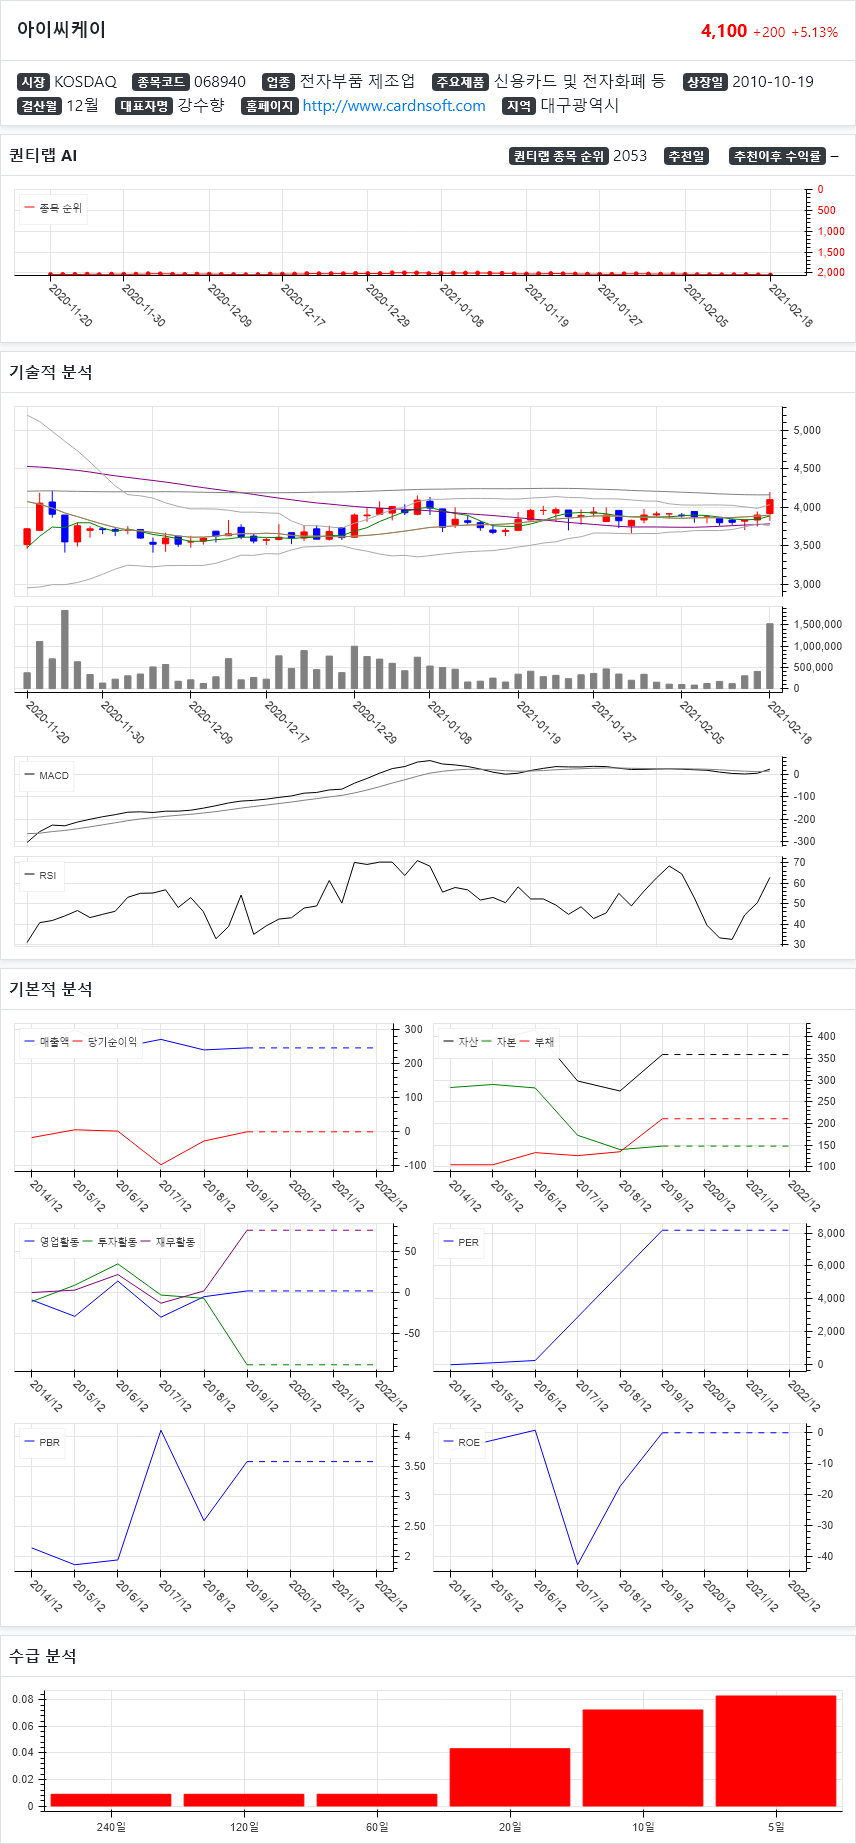 아이씨케이
4,100 +200 +5.13%
시장 KOSDAQ 종목코드 068940 업종 전자부품 제조업 주요제품 신용카드 및 전자화폐 등 상장일 2010-10-19
결산월 12월 대표자명 강수향 홈페이지 http://www.cardnsoft.com 지역 대구광역시
퀀티랩 AI
퀀티랩 종목 순위 2053 추천일 추천이후 수익률 –
종목 순위
0
500
1,000
1,500
2,000
2020-11-20 2020-11-30 2020-12-09 2020-12-17 2020-12-29 2021-01-08 2021-01-19 2021-01-27 2021-02-05 2021-02-18
기술적 분석
5,000
4,500
4,000
3,500
3,000
1,500,000
1,000,000
500,000
0
2020-11-20 2020-11-30 2020-12-09 2020-12-17 2020-12-29 2021-01-08 2021-01-19 2021-01-27 2021-02-05 2021-02-18
MACD
0
-100
-200
-300
RSI
70
60
50
40
30
기본적 분석
매출액 당기순이익
300
200
100
0
-100
2014/12 2015/12 2016/12 2017/12 2018/12 2019/12 2020/12 2021/12 2022/12
자산 자본 부채
400
350
300
250
200
150
100
2014/12 2015/12 2016/12 2017/12 2018/12 2019/12 2020/12 2021/12 2022/12
영업활동 투자활동 재무활동
50
0
-50
2014/12 2015/12 2016/12 2017/12 2018/12 2019/12 2020/12 2021/12 2022/12
PER
8,000
6,000
4,000
2,000
0
2014/12 2015/12 2016/12 2017/12 2018/12 2019/12 2020/12 2021/12 2022/12
PBR
4
3.50
3
2.50
2
2014/12 2015/12 2016/12 2017/12 2018/12 2019/12 2020/12 2021/12 2022/12
ROE
0
-10
-20
-30
-40
2014/12 2015/12 2016/12 2017/12 2018/12 2019/12 2020/12 2021/12 2022/12
수급 분석
0.08
0.06
0.04
0.02
0
240일 120일 60일 20일 10일 5일